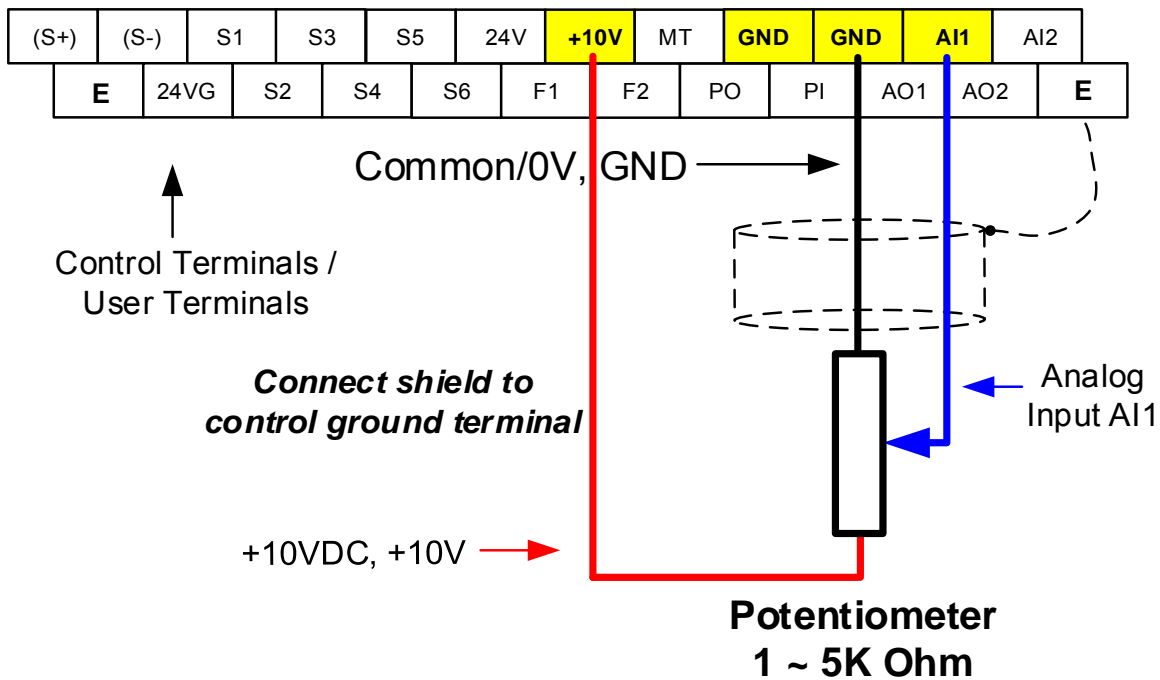 (S+) (S-) S1 S3 S5 24V +10V MT GND GND AI1 AI2
E 24VG S2 S4 S6 F1 F2 PO PI AO1 AO2 E
Common/0V, GND
Control Terminals /
User Terminals
Connect shield to
control ground terminal
Analog
Input AI1
+10VDC, +10V
Potentiometer
1 ~ 5K Ohm